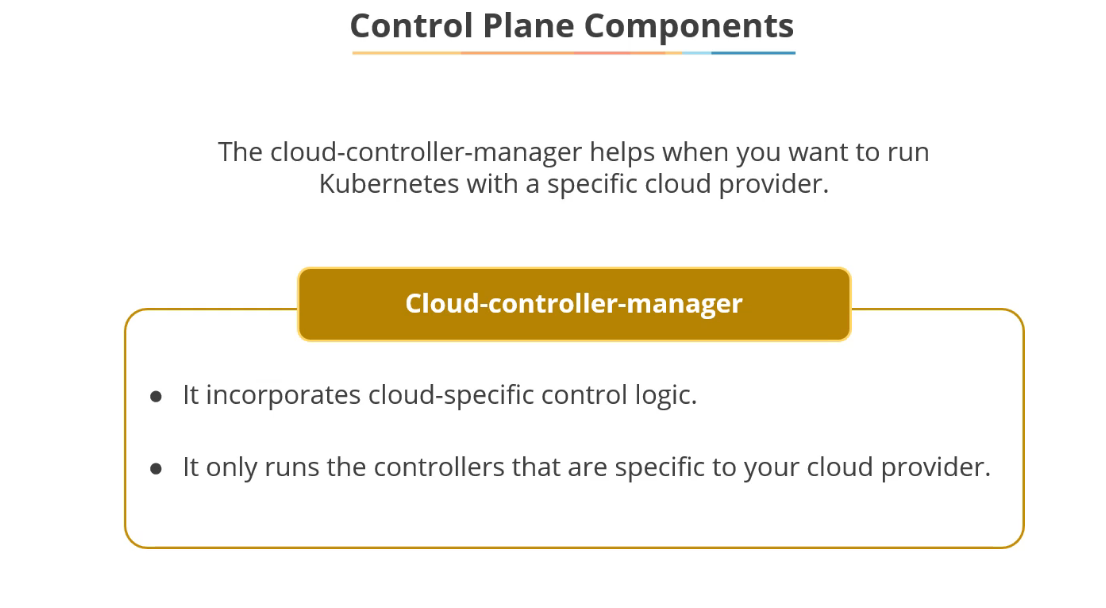 Control Plane Components
The cloud-controller-manager helps when you want to run
Kubernetes with a specific cloud provider.
Cloud-controller-manager
● It incorporates cloud-specific control logic.
● It only runs the controllers that are specific to your cloud provider.